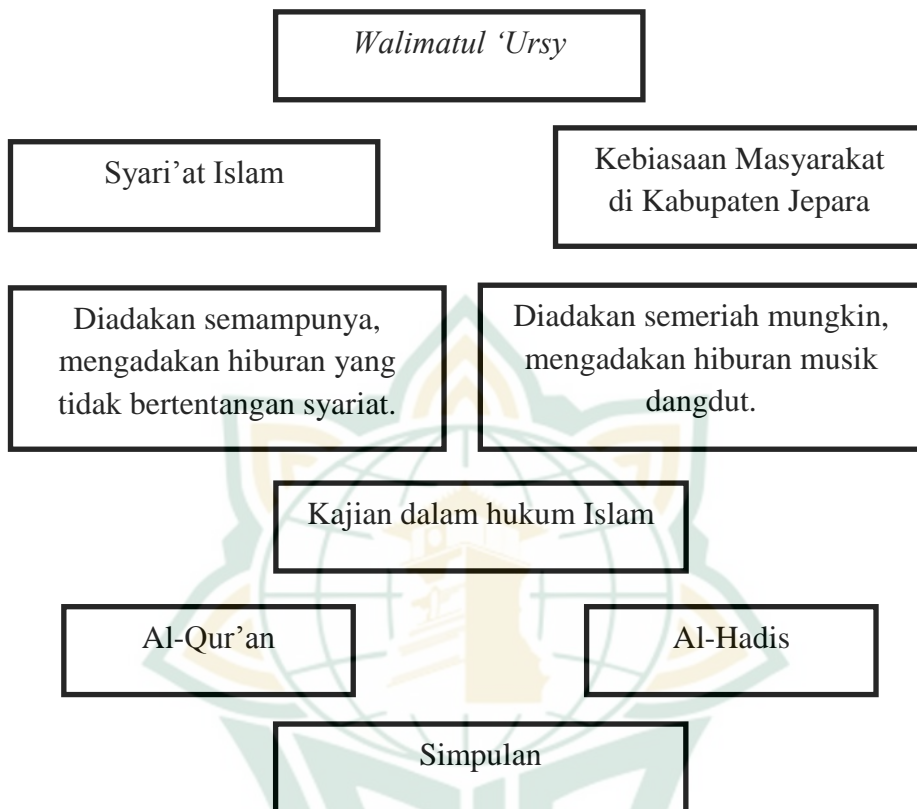 Walimatul ‘Ursy
Syari’at Islam
Kebiasaan Masyarakat
di Kabupaten Jepara
Diadakan semampunya,
mengadakan hiburan yang
tidak bertentangan syariat.
Diadakan semeriah mungkin,
mengadakan hiburan musik
dangdut.
Kajian dalam hukum Islam
Al-Qur’an
Al-Hadis
Simpulan